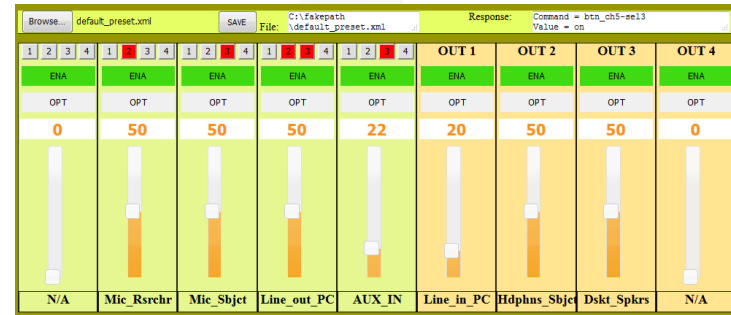 Browse... default_preset.xml SAVE File: C:\fakepath Response: Command = btn_ch5-sel3
\default_preset.xml Value = on
1 2 3 4 1 2 3 4 1 2 3 4 1 2 3 4 1 2 3 4 OUT 1 OUT 2 OUT 3 OUT 4
ENA ENA ENA ENA ENA ENA ENA ENA ENA
OPT OPT OPT OPT OPT OPT OPT OPT OPT
0 50 50 50 22 20 50 50 0
N/A Mic_Rsrchr Mic_Sbjct Line_out_PC AUX_IN Line_in_PC Hdphns_Sbjct Dskt_Spkrs N/A